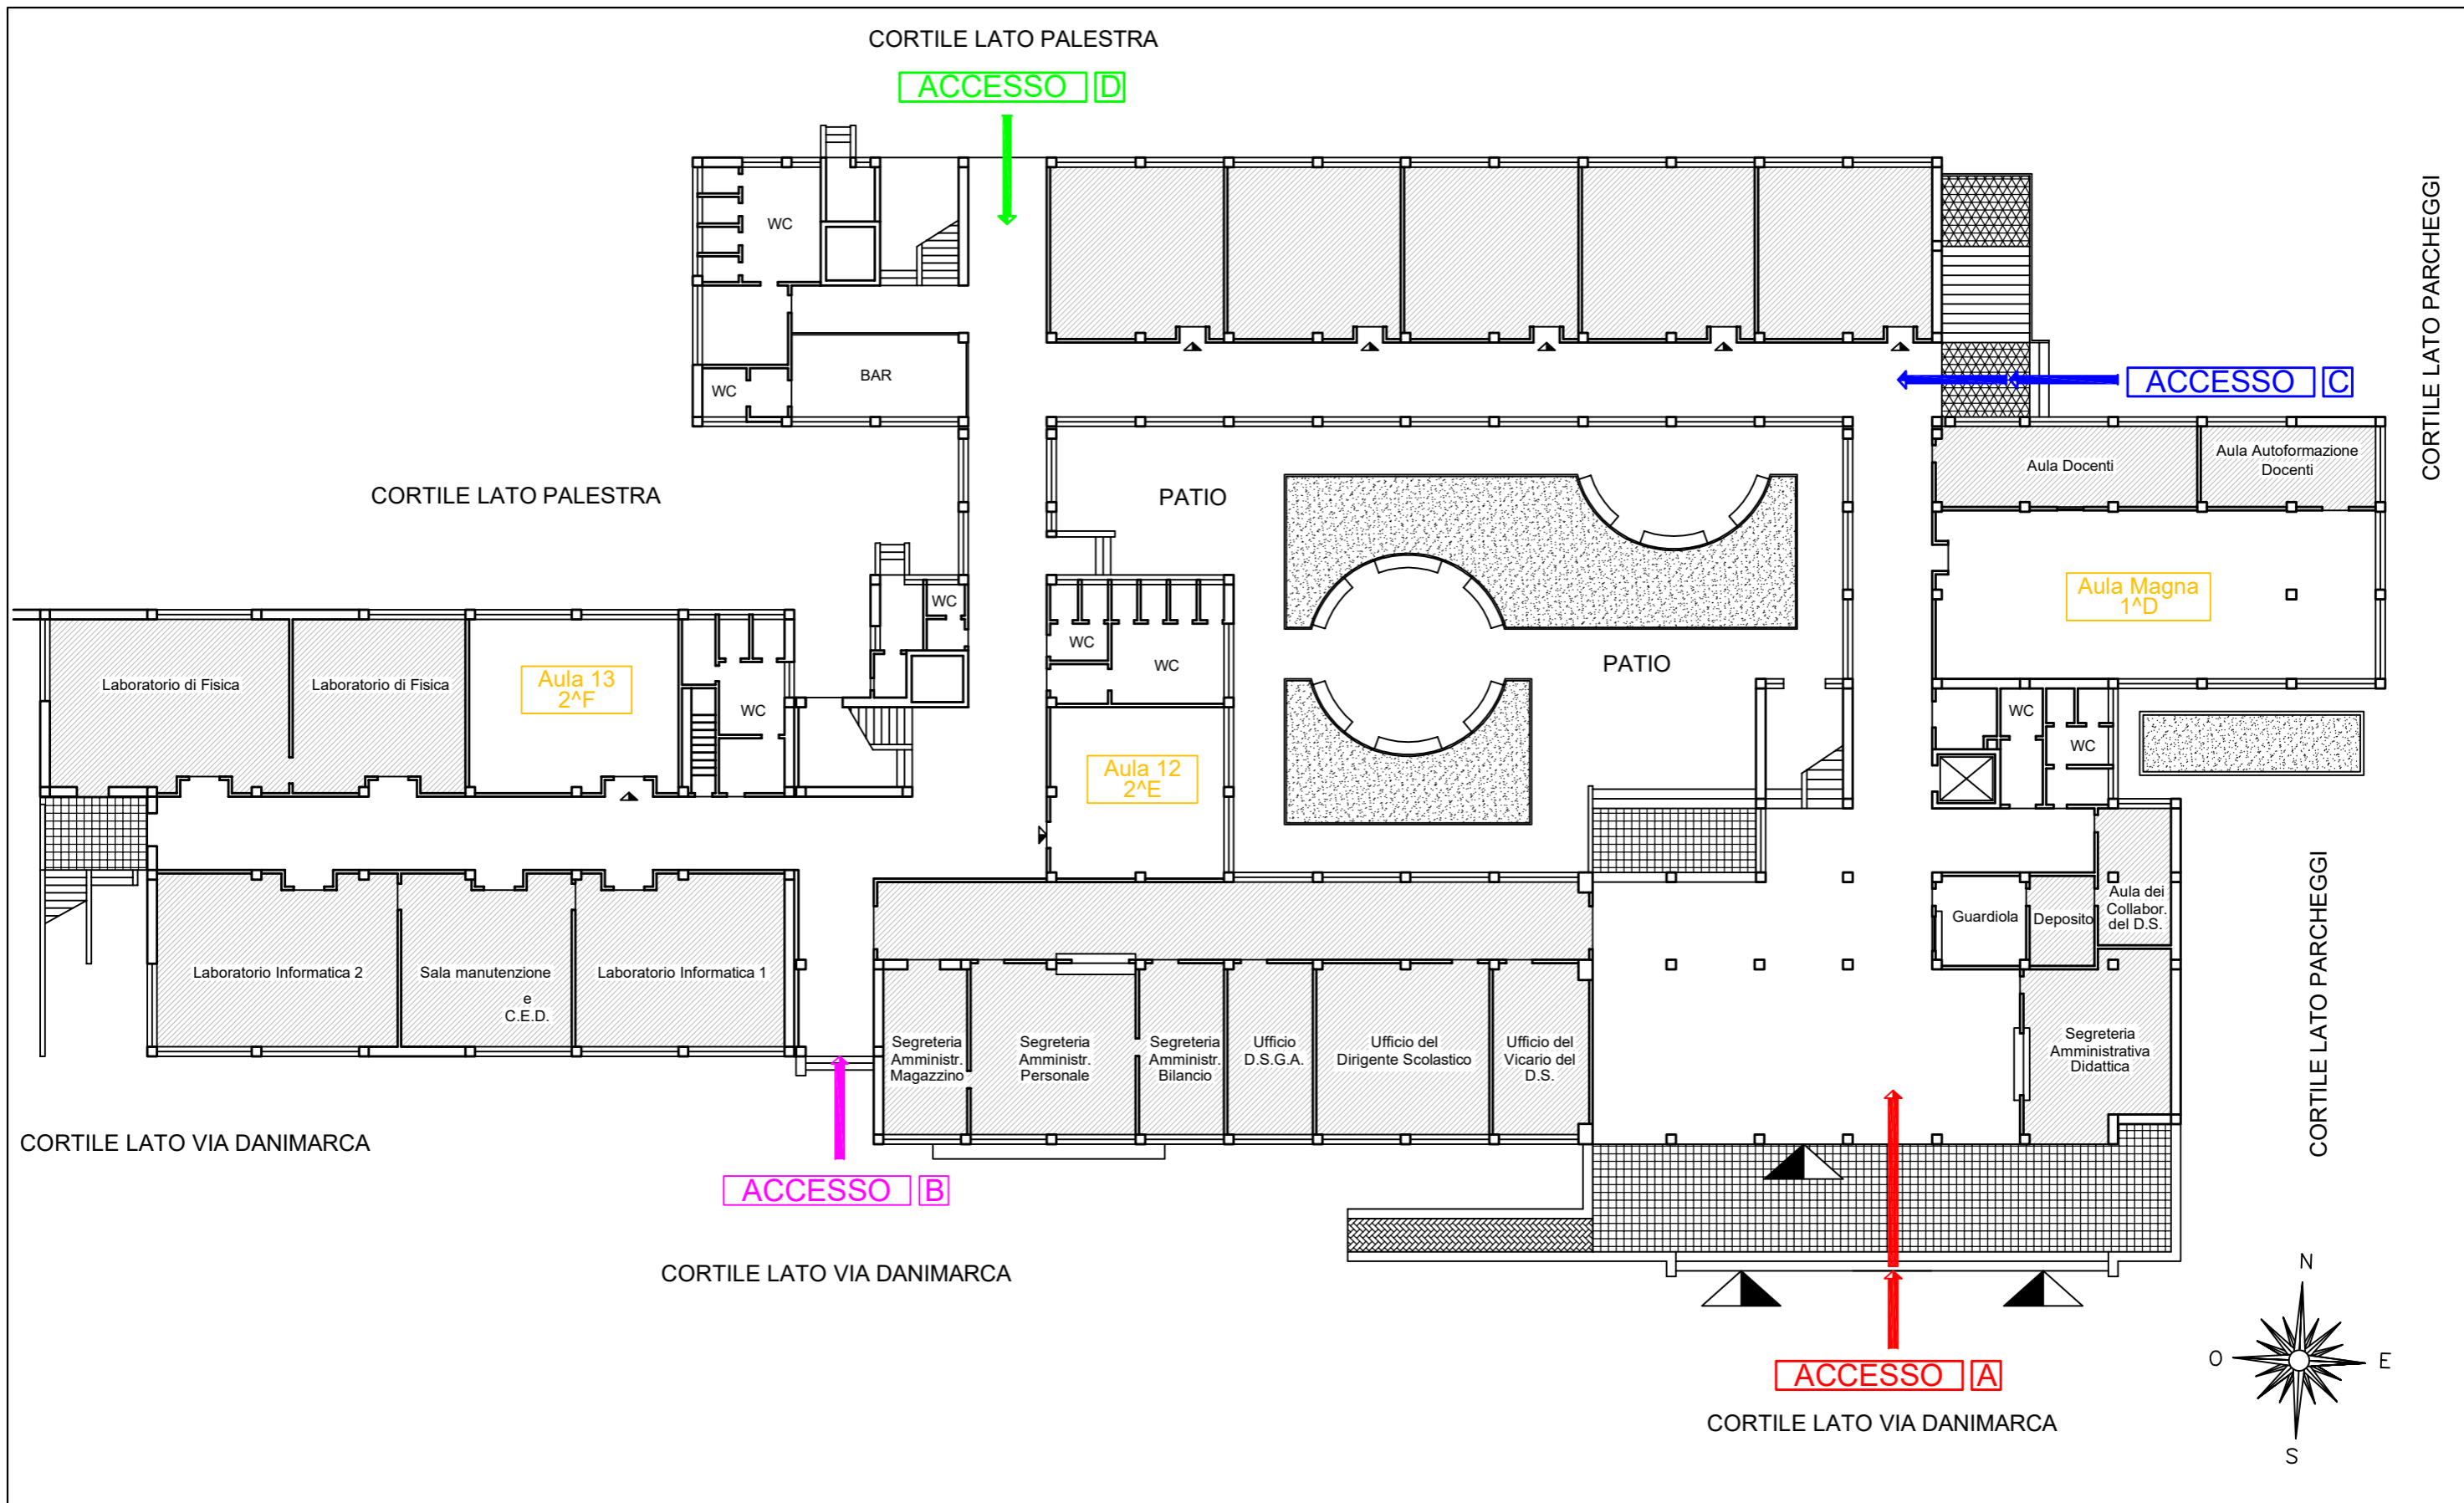 CORTILE LATO PALESTRA
ACCESSO D
CORTILE LATO PARCHEGGI
WC
BAR
WC
ACCESSO C
CORTILE LATO PALESTRA
PATIO
Aula Docenti
Aula Autoformazione
Docenti
Aula Magna
1^D
WC
WC
WC
PATIO
Laboratorio di Fisica
Laboratorio di Fisica
Aula 13
2^F
WC
WC
WC
Aula 12
2^E
Guardiola
Deposito
Aula dei
Collabor.
del D.S.
CORTILE LATO PARCHEGGI
Laboratorio Informatica 2
Sala manutenzione
e
C.E.D.
Laboratorio Informatica 1
Segreteria
Amministr.
Magazzino
Segreteria
Amministr.
Personale
Segreteria
Amministr.
Bilancio
Ufficio
D.S.G.A.
Ufficio del
Dirigente Scolastico
Ufficio del
Vicario del
D.S.
Segreteria
Amministrativa
Didattica
CORTILE LATO VIA DANIMARCA
ACCESSO B
CORTILE LATO VIA DANIMARCA
ACCESSO A
CORTILE LATO VIA DANIMARCA
N
O
E
S